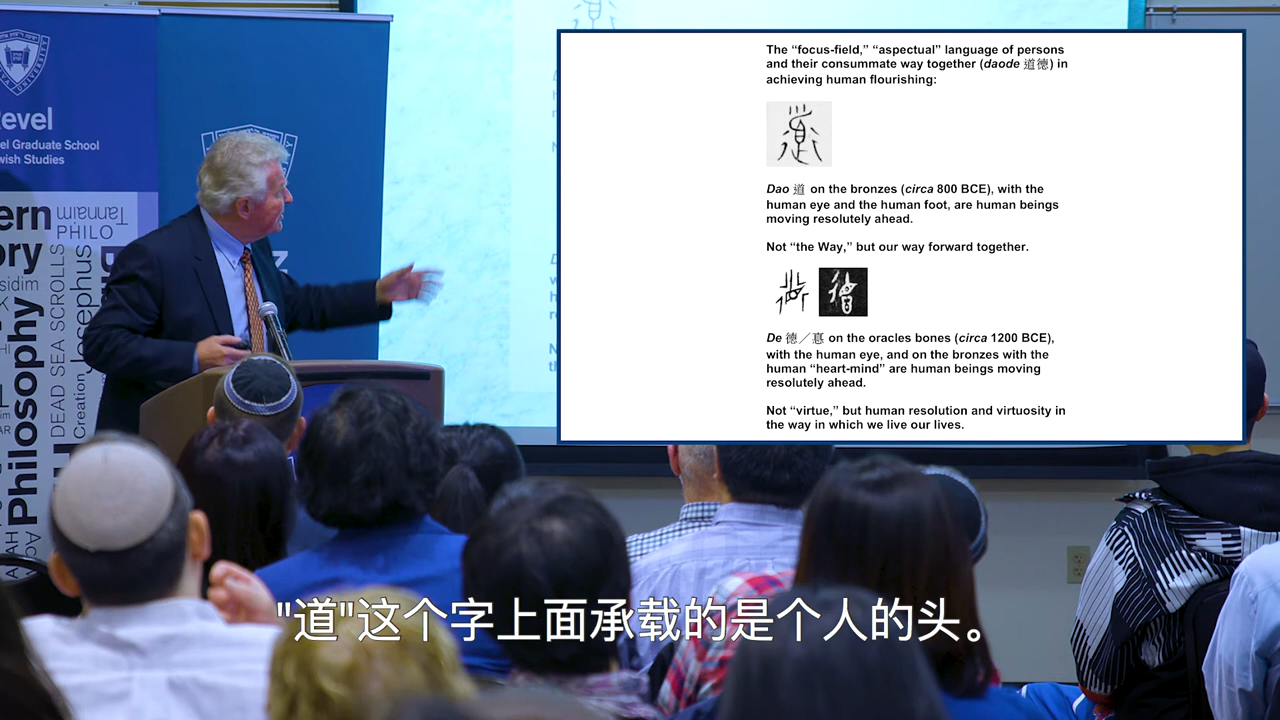 evel
el Graduate School
wish Studies
ern
Tannaim
PHILO
ory
sidim
Philosophy
DEAD SEA SCROLLS
Josephus
Creation
The “focus-field,” “aspectual” language of persons
and their consummate way together (daode 道德) in
achieving human flourishing:
Dao 道 on the bronzes (circa 800 BCE), with the
human eye and the human foot, are human beings
moving resolutely ahead.
Not “the Way,” but our way forward together.
De 德／悳 on the oracles bones (circa 1200 BCE),
with the human eye, and on the bronzes with the
human “heart-mind” are human beings moving
resolutely ahead.
Not “virtue,” but human resolution and virtuosity in
the way in which we live our lives.
"道"这个字上面承载的是个人的头。